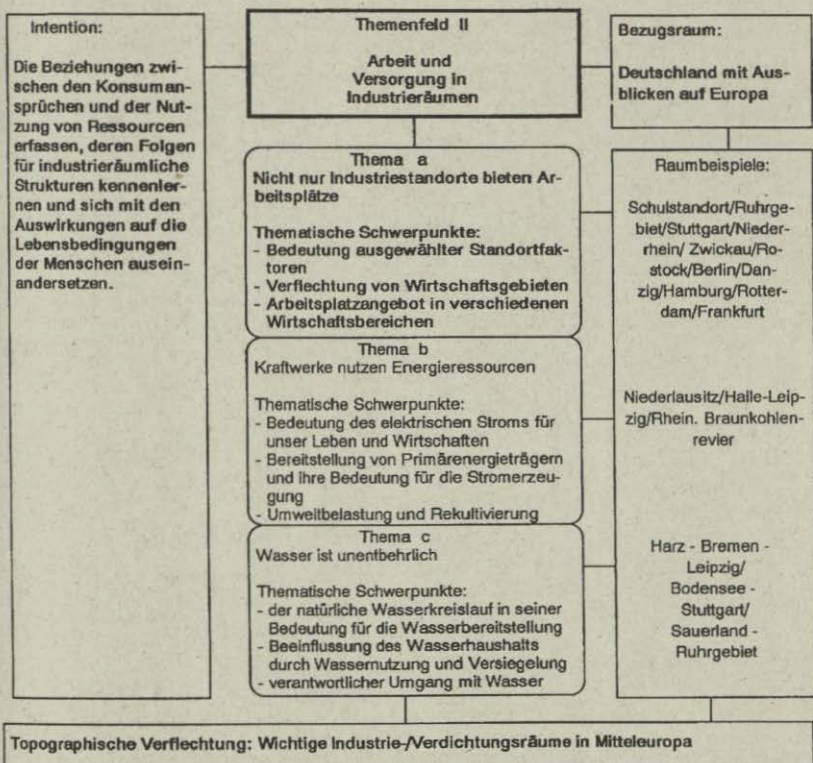 Intention:
Die Beziehungen zwi-
schen den Konsuman-
sprüchen und der Nut-
zung von Ressourcen
erfassen, deren Folgen
für industrieräumliche
Strukturen kennenler-
nen und sich mit den
Auswirkungen auf die
Lebensbedingungen
der Menschen ausein-
andersetzen.
Themenfeld II
Arbeit und
Versorgung in
Industrieräumen
Bezugsraum:
Deutschland mit Aus-
blicken auf Europa
Thema a
Nicht nur Industriestandorte bieten Ar-
beitsplätze
Thematische Schwerpunkte:
- Bedeutung ausgewählter Standortfak-
toren
- Verflechtung von Wirtschaftsgebieten
- Arbeitsplatzangebot in verschiedenen
Wirtschaftsbereichen
Raumbeispiele:
Schulstandort/Ruhrge-
biet/Stuttgart/Nieder-
rhein/ Zwickau/Ro-
stock/Berlin/Dan-
zig/Hamburg/Rotter-
dam/Frankfurt
Thema b
Kraftwerke nutzen Energieressourcen
Thematische Schwerpunkte:
- Bedeutung des elektrischen Stroms für
unser Leben und Wirtschaften
- Bereitstellung von Primärenergieträgern
und ihre Bedeutung für die Stromerzeu-
gung
- Umweltbelastung und Rekultivierung
Niederlausitz/Halle-Leip-
zig/Rhein. Braunkohlen-
revier
Thema c
Wasser ist unentbehrlich
Thematische Schwerpunkte:
- der natürliche Wasserkreislauf in seiner
Bedeutung für die Wasserbereitstellung
- Beeinflussung des Wasserhaushalts
durch Wassernutzung und Versiegelung
- verantwortlicher Umgang mit Wasser
Harz - Bremen -
Leipzig/
Bodensee -
Stuttgart/
Sauerland -
Ruhrgebiet
Topographische Verflechtung: Wichtige Industrie-/Verdichtungsräume in Mitteleuropa